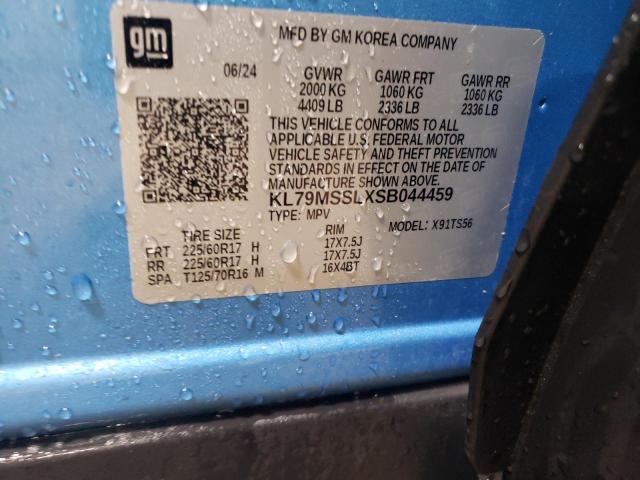 gm
MFD BY GM KOREA COMPANY
06/24 GVWR GAWR FRT GAWR RR
2000 KG 1060 KG 1060 KG
4409 LB 2336 LB 2336 LB
THIS VEHICLE CONFORMS TO ALL
APPLICABLE U.S. FEDERAL MOTOR
VEHICLE SAFETY AND THEFT PREVENTION
STANDARDS IN EFFECT ON THE DATE OF
MANUFACTURE SHOWN ABOVE.
KL79MSSLXSB044459
TYPE: MPV MODEL: X91TS56
TIRE SIZE RIM
FRT 225/60R17 H 17X7.5J
RR 225/60R17 H 17X7.5J
SPA T125/70R16 M 16X4BT